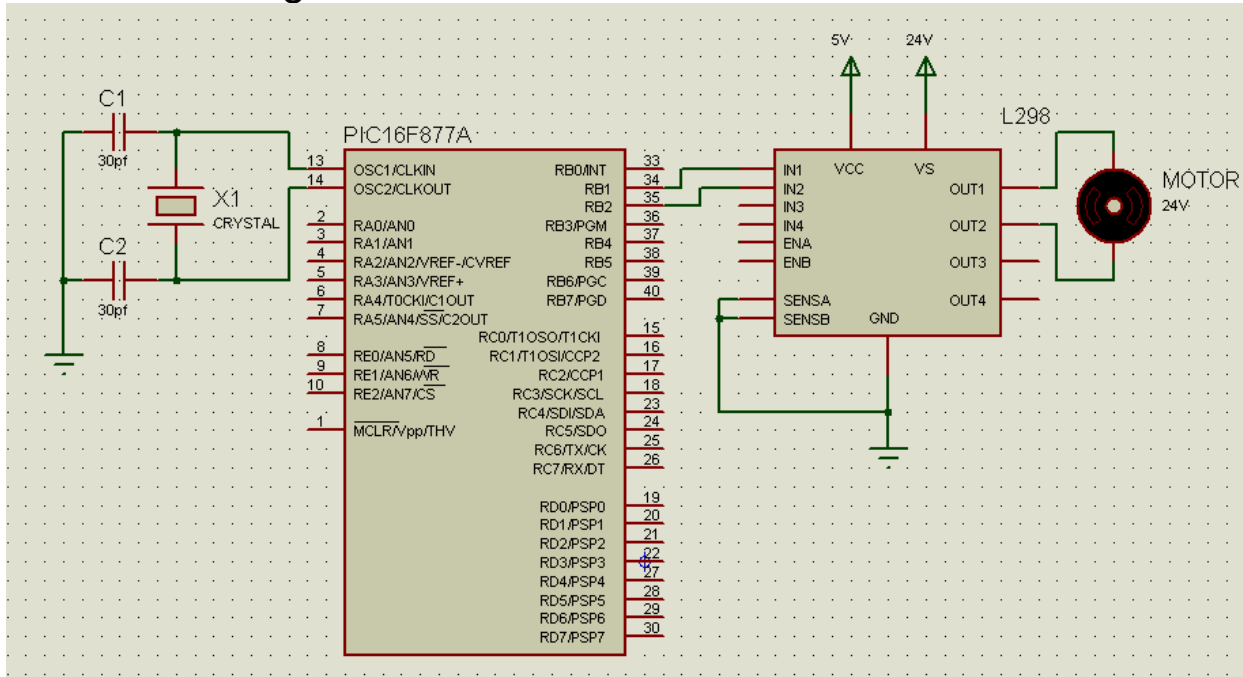 5V 24V
C1
30pf
X1
CRYSTAL
C2
30pf
PIC16F877A
13 OSC1/CLKIN
14 OSC2/CLKOUT
2 RA0/AN0
3 RA1/AN1
4 RA2/AN2/VREF-/CVREF
5 RA3/AN3/VREF+
6 RA4/T0CKI/C1OUT
7 RA5/AN4/SS/C2OUT
8 RE0/AN5/RD
9 RE1/AN6/WR
10 RE2/AN7/CS
1 MCLR/Vpp/THV
RB0/INT 33
RB1 34
RB2 35
RB3/PGM 36
RB4 37
RB5 38
RB6/PGC 39
RB7/PGD 40
RC0/T1OSO/T1CKI 15
RC1/T1OSI/CCP2 16
RC2/CCP1 17
RC3/SCK/SCL 18
RC4/SDI/SDA 23
RC5/SDO 24
RC6/TX/CK 25
RC7/RX/DT 26
RD0/PSP0 19
RD1/PSP1 20
RD2/PSP2 21
RD3/PSP3 22
RD4/PSP4 27
RD5/PSP5 28
RD6/PSP6 29
RD7/PSP7 30
L298
VCC VS
IN1
IN2
IN3
IN4
ENA
ENB
SENSA
SENSB
GND
OUT1
OUT2
OUT3
OUT4
MOTOR
24V